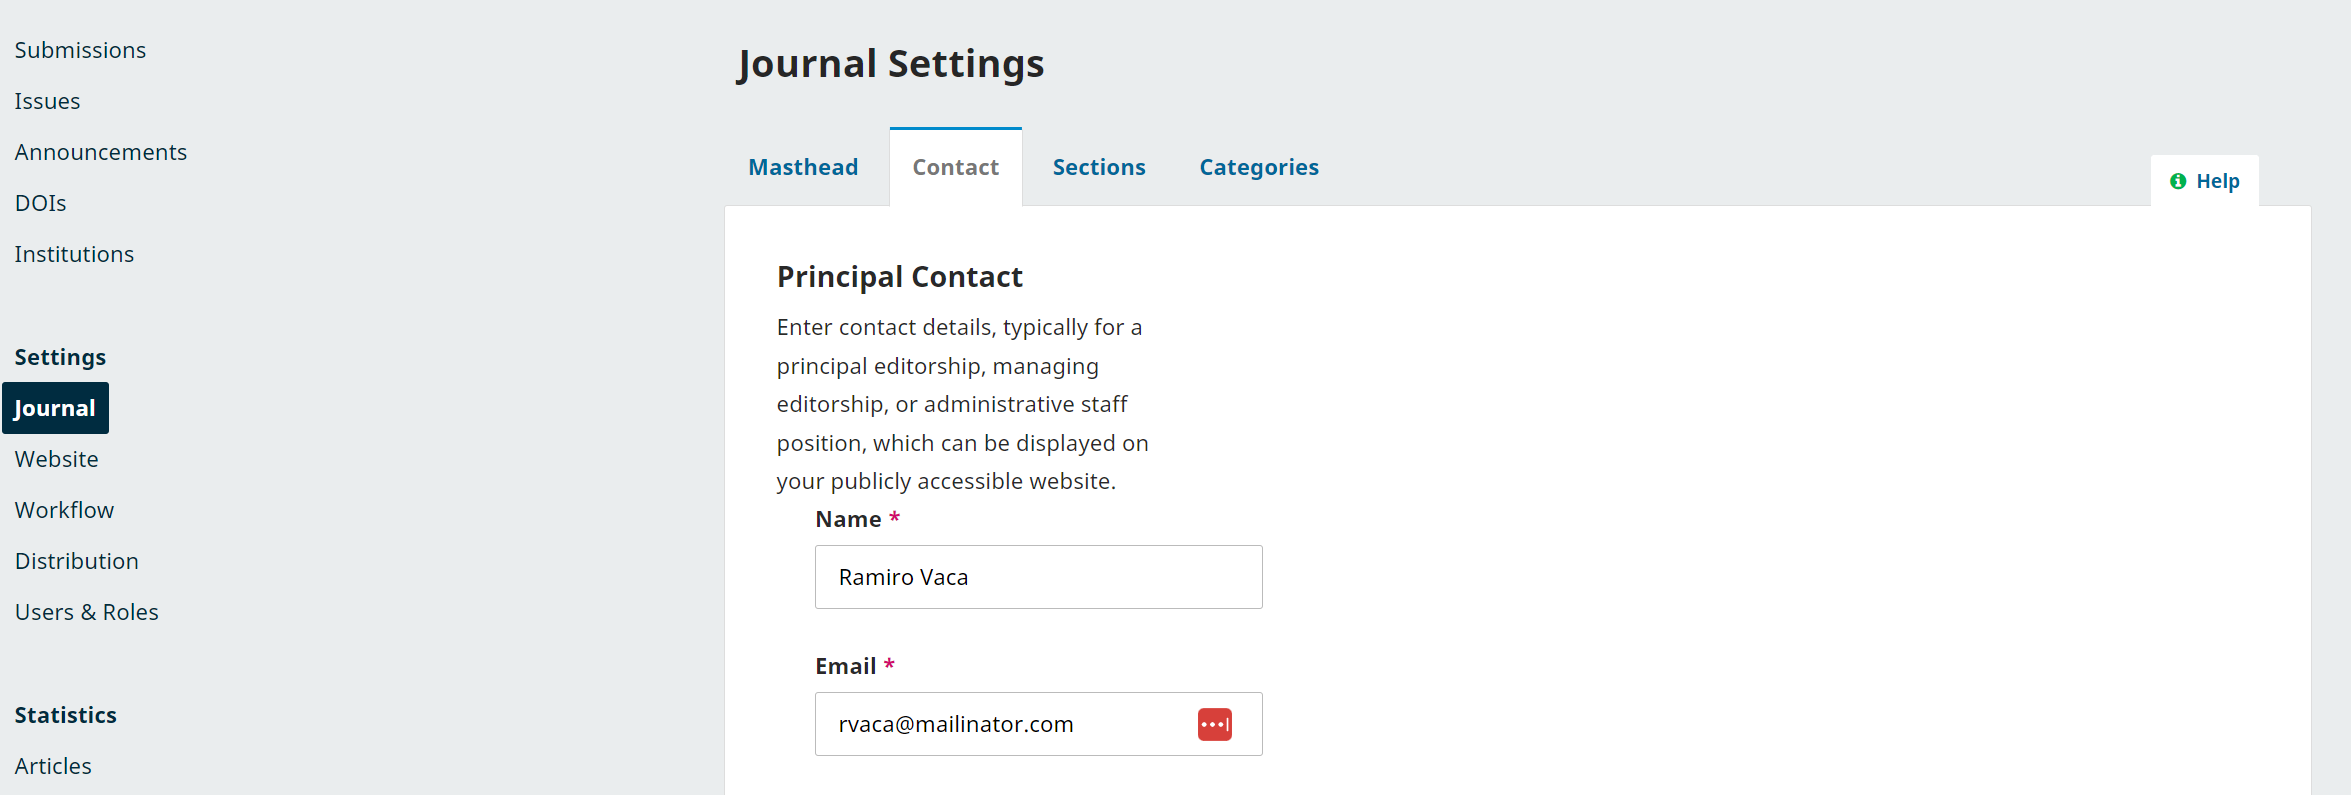 Submissions
Issues
Announcements
DOIs
Institutions
Settings
Journal
Website
Workflow
Distribution
Users & Roles
Statistics
Articles
Journal Settings
Masthead
Contact
Sections
Categories
Help
Principal Contact
Enter contact details, typically for a
principal editorship, managing
editorship, or administrative staff
position, which can be displayed on
your publicly accessible website.
Name *
Ramiro Vaca
Email *
rvaca@mailinator.com